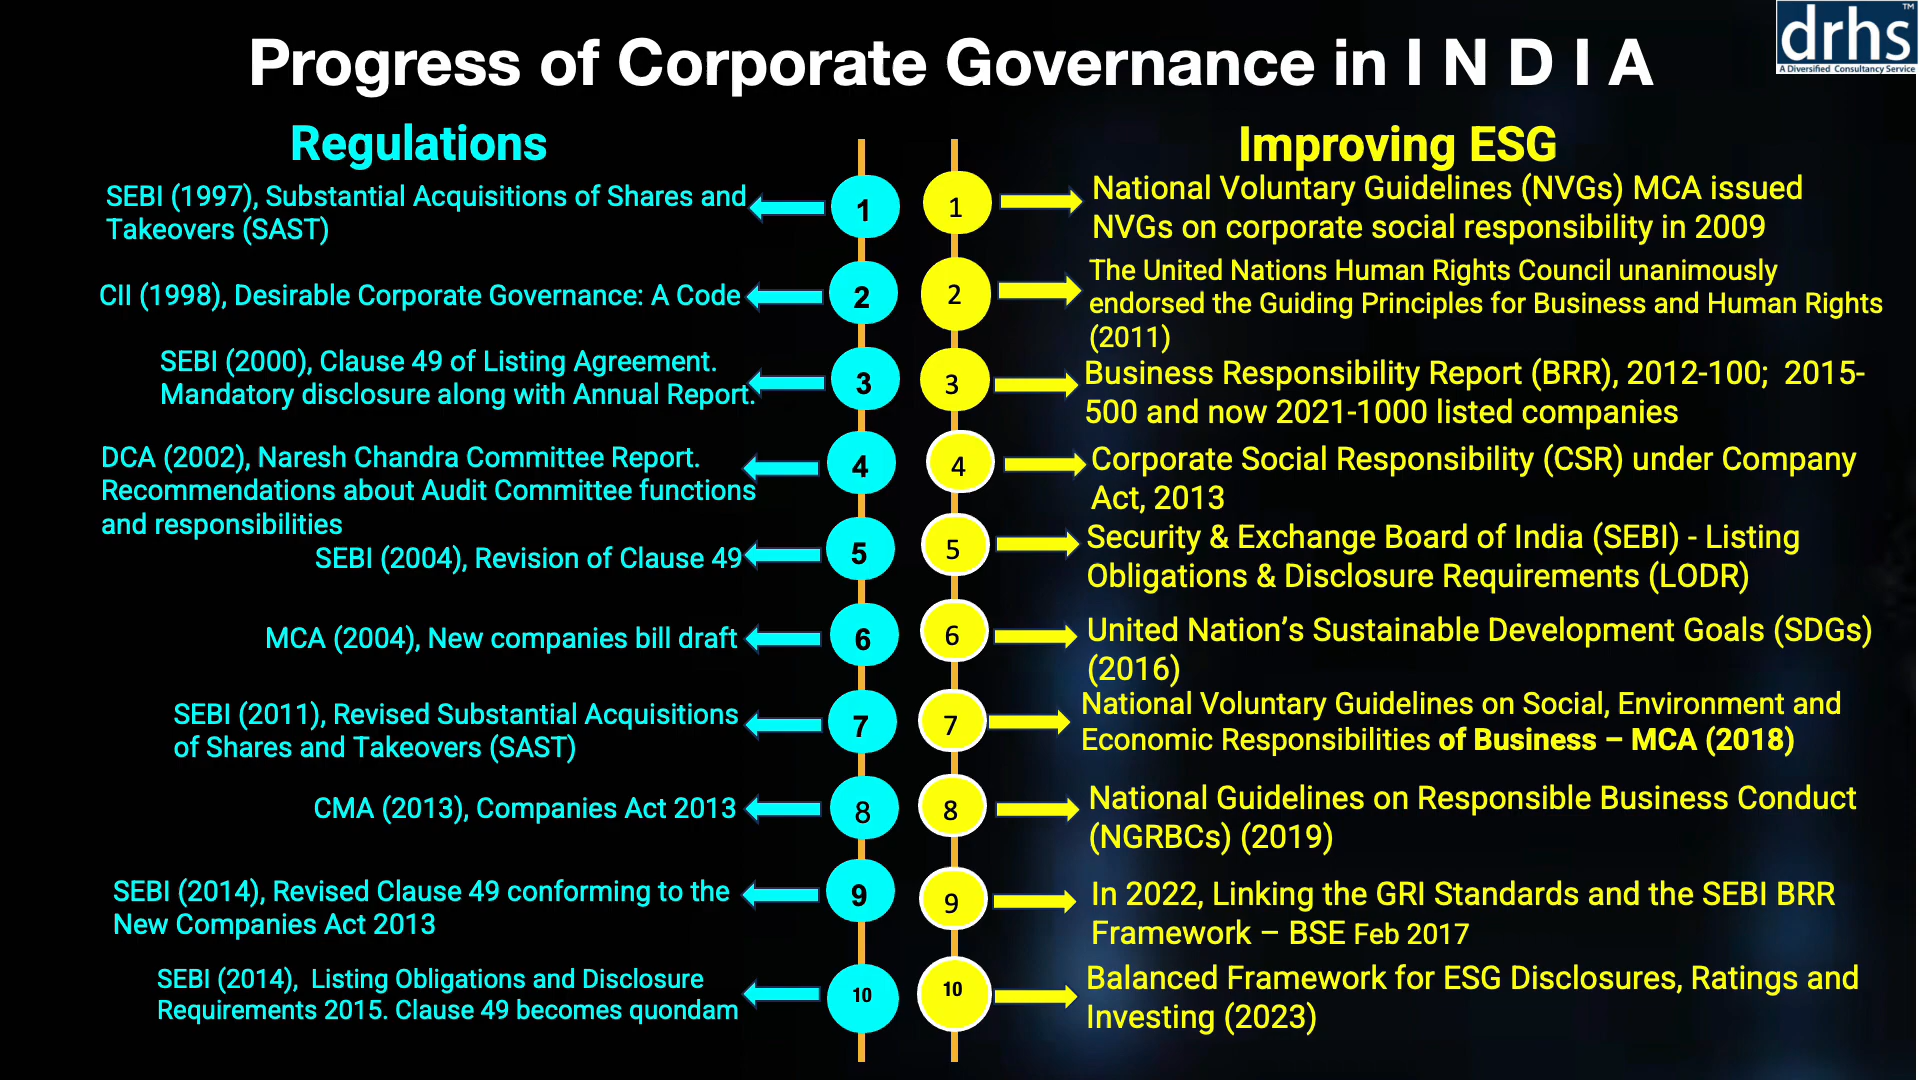 drhs™
A Diversified Consultancy Service
Progress of Corporate Governance in I N D I A
Regulations
1
SEBI (1997), Substantial Acquisitions of Shares and
Takeovers (SAST)
2
CII (1998), Desirable Corporate Governance: A Code
3
SEBI (2000), Clause 49 of Listing Agreement.
Mandatory disclosure along with Annual Report.
4
DCA (2002), Naresh Chandra Committee Report.
Recommendations about Audit Committee functions
and responsibilities
5
SEBI (2004), Revision of Clause 49
6
MCA (2004), New companies bill draft
7
SEBI (2011), Revised Substantial Acquisitions
of Shares and Takeovers (SAST)
8
CMA (2013), Companies Act 2013
9
SEBI (2014), Revised Clause 49 conforming to the
New Companies Act 2013
10
SEBI (2014), Listing Obligations and Disclosure
Requirements 2015. Clause 49 becomes quondam
Improving ESG
1
National Voluntary Guidelines (NVGs) MCA issued
NVGs on corporate social responsibility in 2009
2
The United Nations Human Rights Council unanimously
endorsed the Guiding Principles for Business and Human Rights
(2011)
3
Business Responsibility Report (BRR), 2012-100; 2015-
500 and now 2021-1000 listed companies
4
Corporate Social Responsibility (CSR) under Company
Act, 2013
5
Security & Exchange Board of India (SEBI) - Listing
Obligations & Disclosure Requirements (LODR)
6
United Nation’s Sustainable Development Goals (SDGs)
(2016)
7
National Voluntary Guidelines on Social, Environment and
Economic Responsibilities of Business – MCA (2018)
8
National Guidelines on Responsible Business Conduct
(NGRBCs) (2019)
9
In 2022, Linking the GRI Standards and the SEBI BRR
Framework – BSE Feb 2017
10
Balanced Framework for ESG Disclosures, Ratings and
Investing (2023)